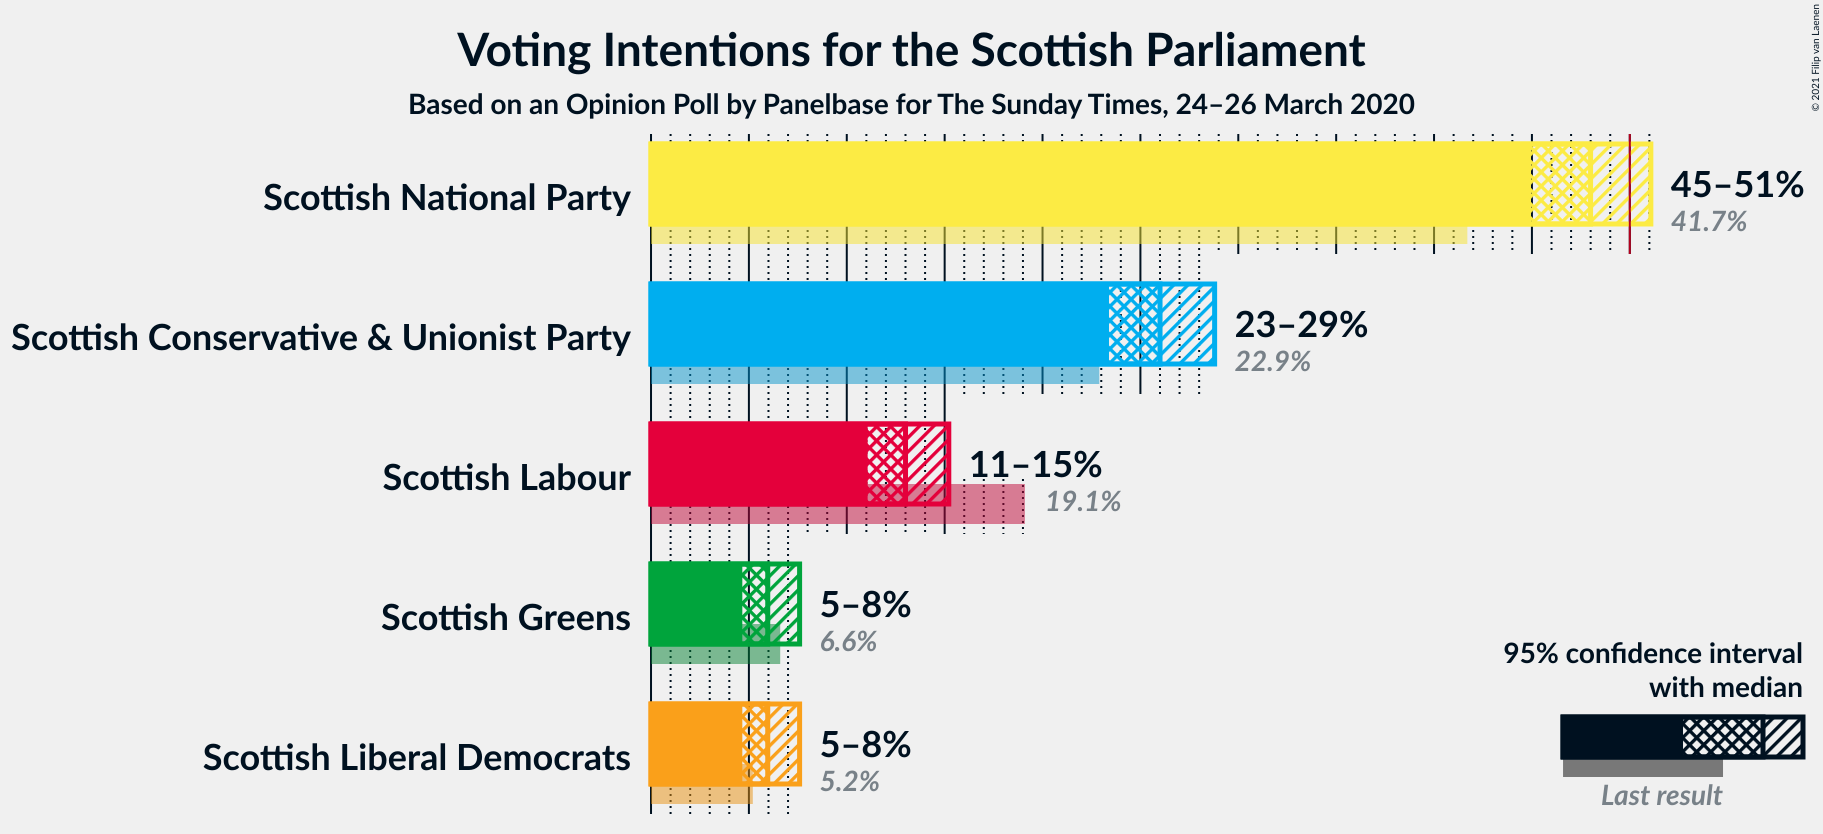 Voting Intentions for the Scottish Parliament
Based on an Opinion Poll by Panelbase for The Sunday Times, 24–26 March 2020
© 2021 Filip van Laenen
Scottish National Party
45–51%
41.7%
Scottish Conservative & Unionist Party
23–29%
22.9%
Scottish Labour
11–15%
19.1%
Scottish Greens
5–8%
6.6%
Scottish Liberal Democrats
5–8%
5.2%
95% confidence interval
with median
Last result